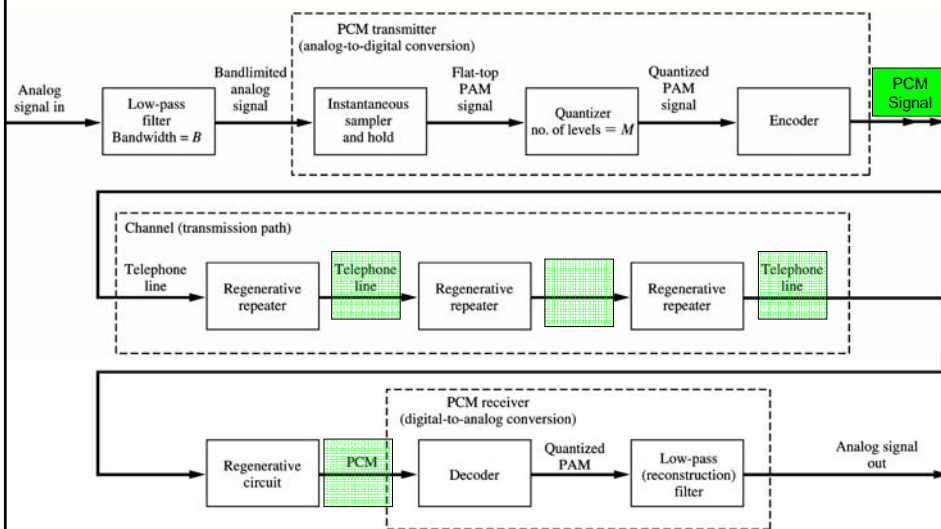 PCM transmitter
(analog-to-digital conversion)
Analog
signal in
Low-pass
filter
Bandwidth = B
Bandlimited
analog
signal
Instantaneous
sampler
and hold
Flat-top
PAM
signal
Quantizer
no. of levels = M
Quantized
PAM
signal
Encoder
PCM
Signal
Channel (transmission path)
Telephone
line
Regenerative
repeater
Telephone
line
Regenerative
repeater
Regenerative
repeater
Telephone
line
PCM receiver
(digital-to-analog conversion)
Regenerative
circuit
PCM
Decoder
Quantized
PAM
Low-pass
(reconstruction)
filter
Analog signal
out